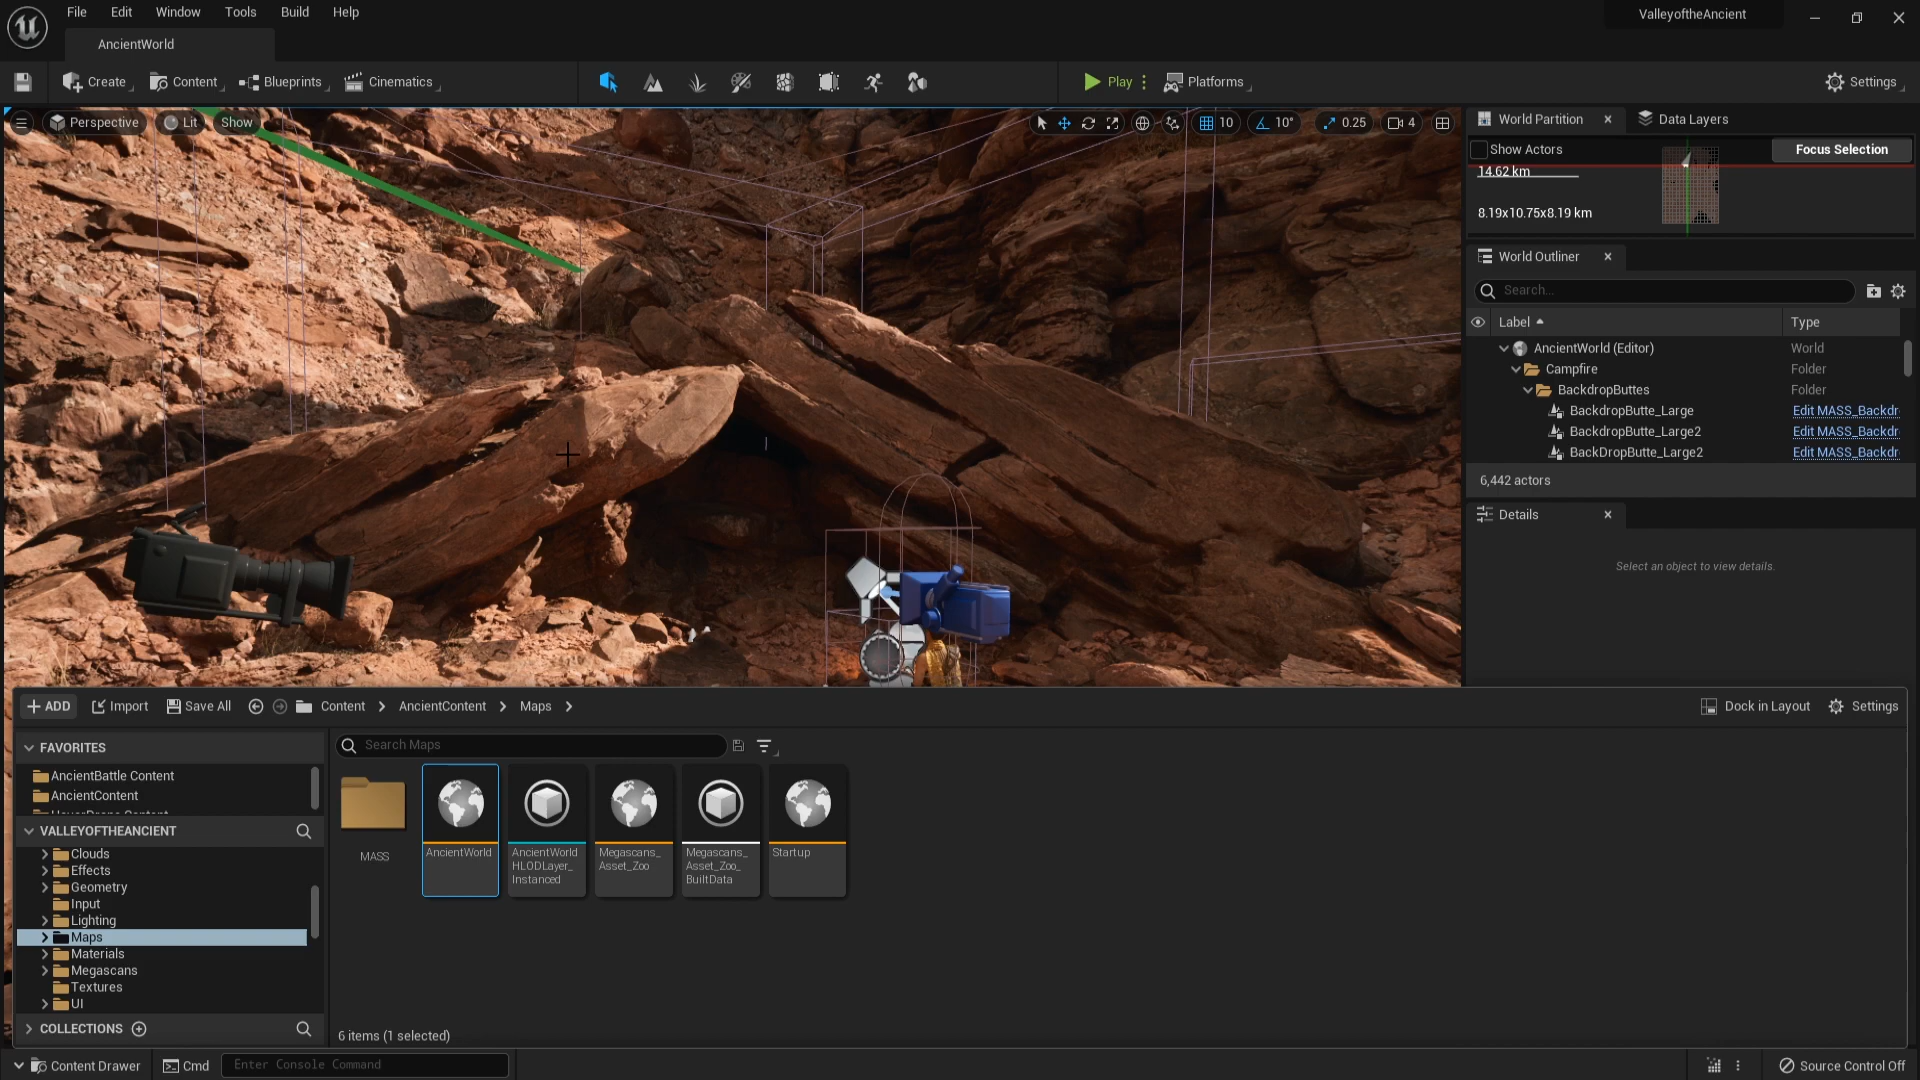 File Edit Window Tools Build Help
ValleyoftheAncient
AncientWorld
Create Content Blueprints Cinematics Play Platforms Settings
Perspective Lit Show 10 10° 0.25 4
World Partition Data Layers
Show Actors Focus Selection
14.62 km
8.19x10.75x8.19 km
World Outliner
Search...
Label Type
AncientWorld (Editor) World
Campfire Folder
BackdropButtes Folder
BackdropButte_Large Edit MASS_Backdr
BackdropButte_Large2 Edit MASS_Backdr
BackDropButte_Large2 Edit MASS_Backdr
6,442 actors
Details
Select an object to view details.
ADD Import Save All Content AncientContent Maps Dock in Layout Settings
FAVORITES
AncientBattle Content
AncientContent
VALLEYOFTHEANCIENT
Clouds
Effects
Geometry
Input
Lighting
Maps
Materials
Megascans
Textures
UI
COLLECTIONS
Search Maps
MASS
AncientWorld
AncientWorld
HLODLayer_
Instanced
Megascans_
Asset_Zoo
Megascans_
Asset_Zoo_
BuiltData
Startup
6 items (1 selected)
Content Drawer Cmd Enter Console Command Source Control Off